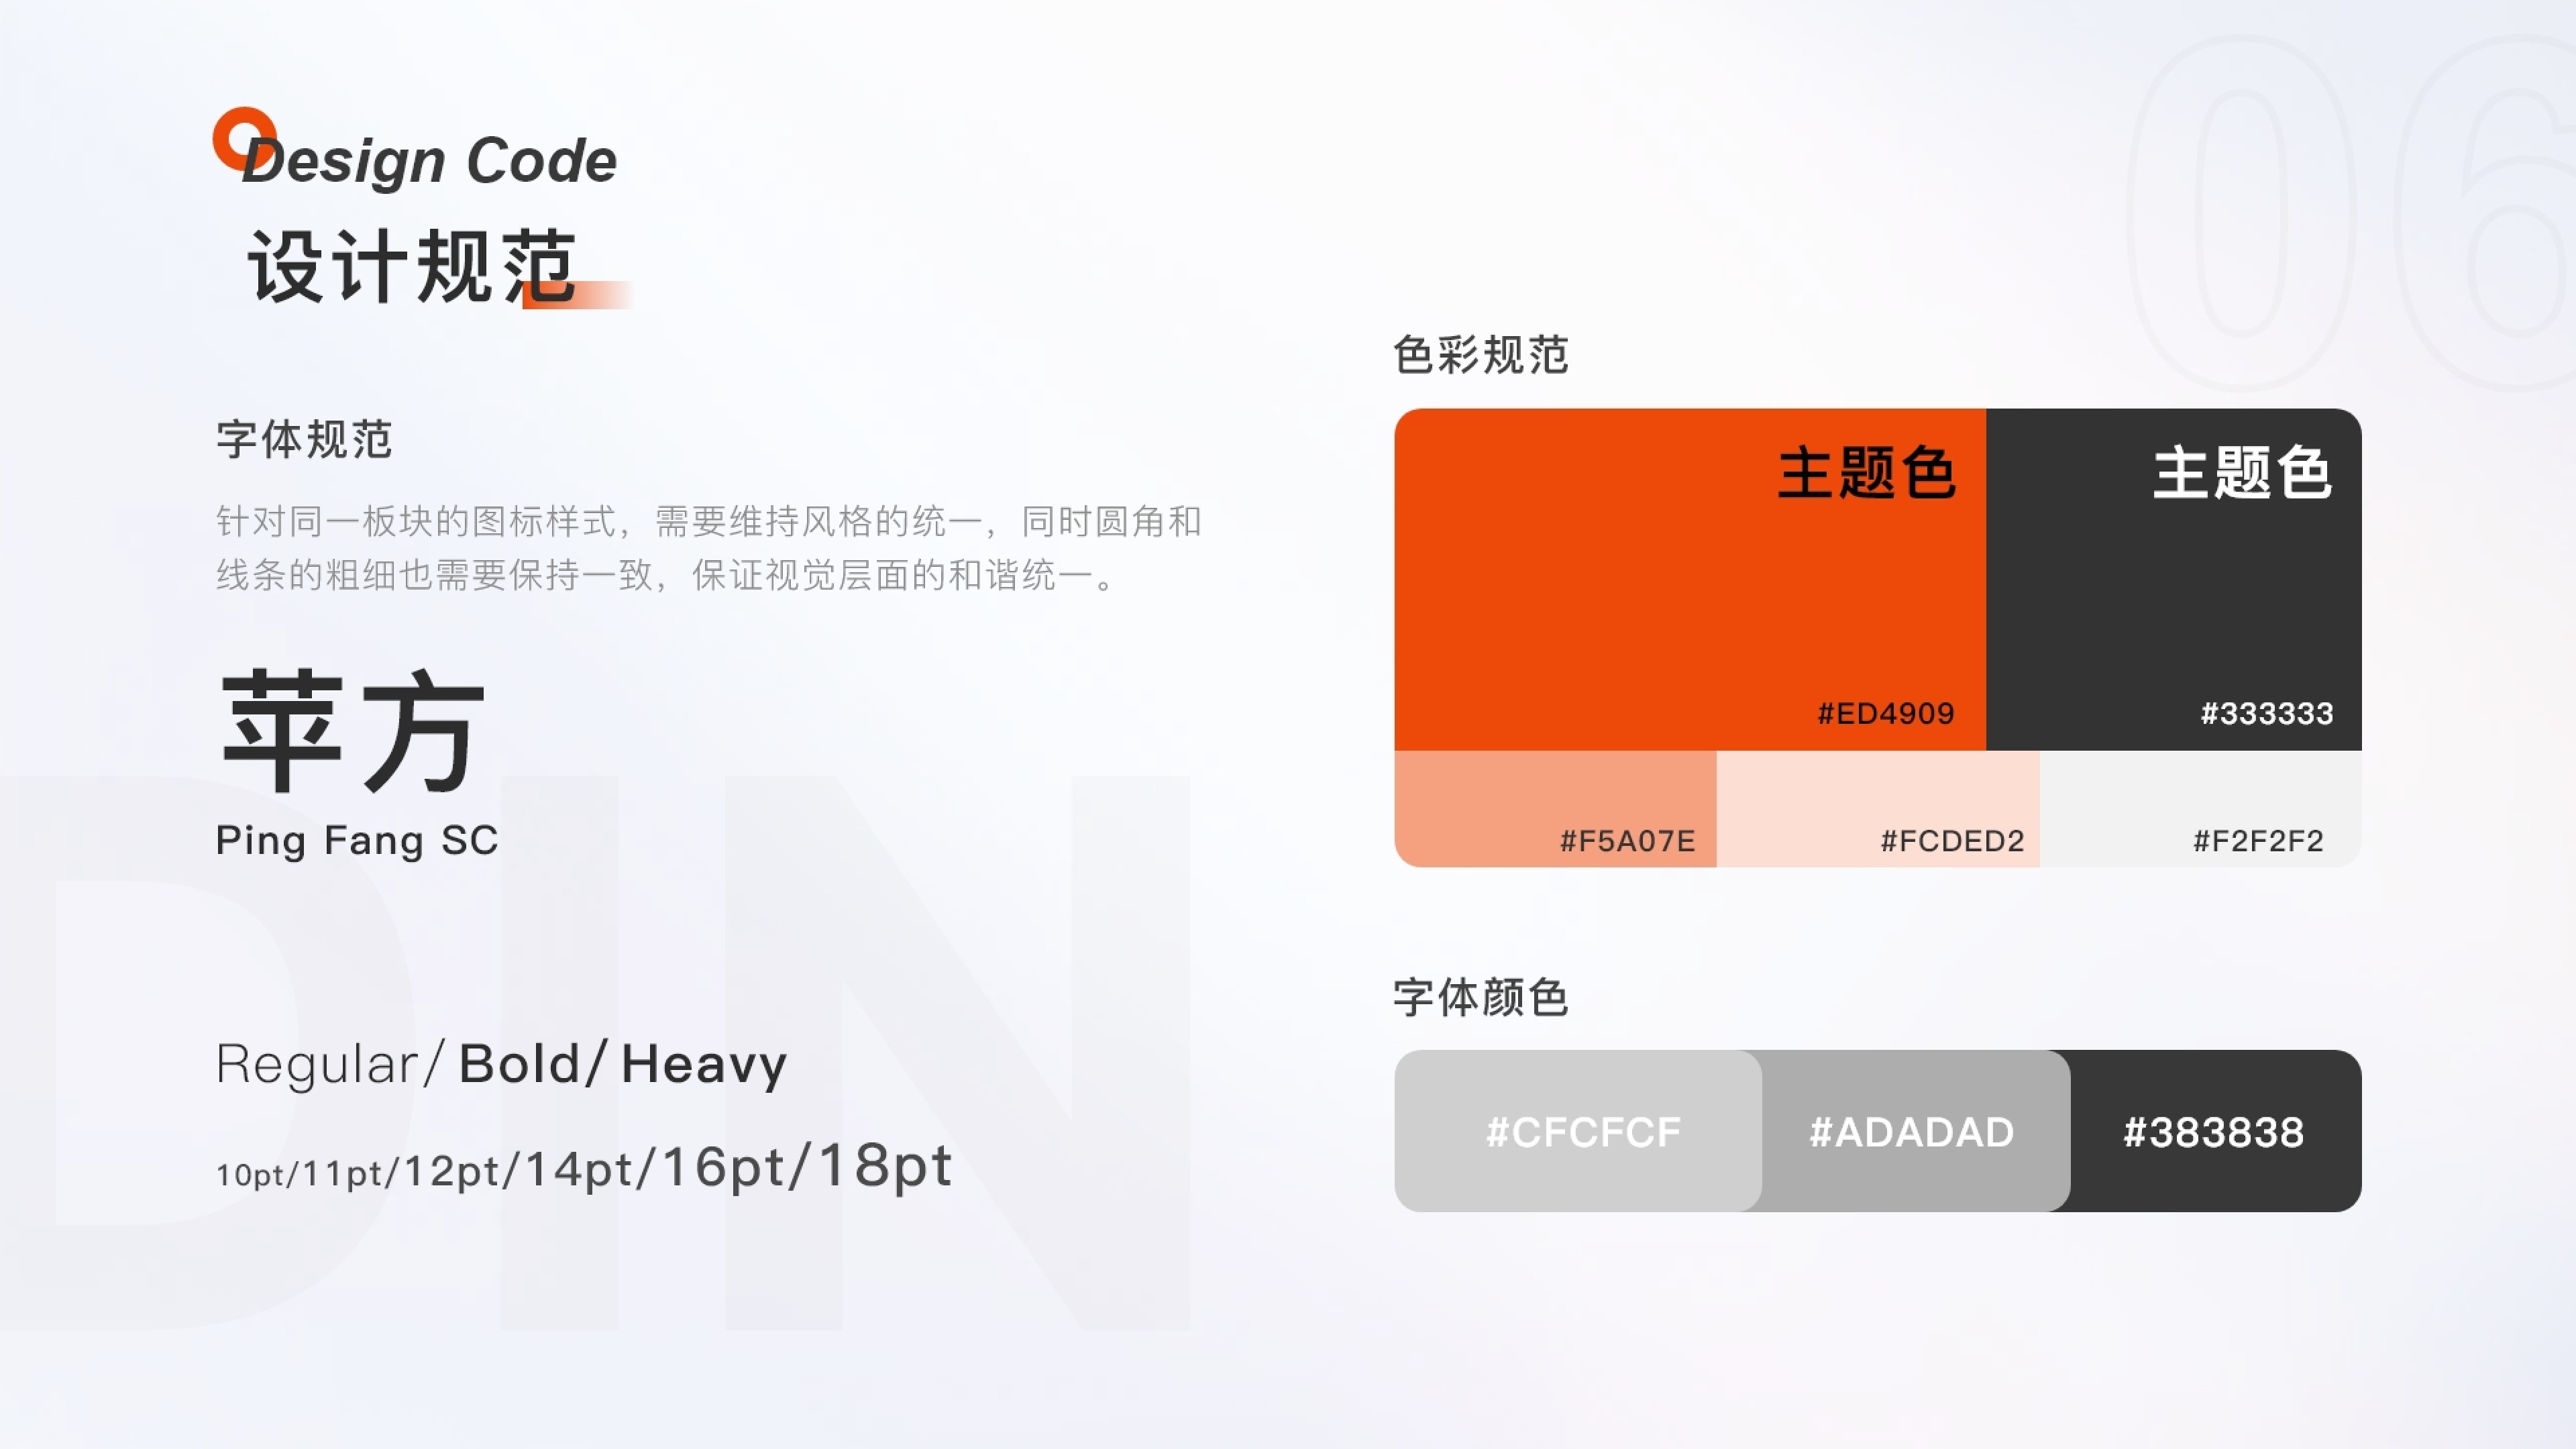 Design Code
设计规范
字体规范
针对同一板块的图标样式，需要维持风格的统一，同时圆角和
线条的粗细也需要保持一致，保证视觉层面的和谐统一。
苹方
Ping Fang SC
DIN
Regular/Bold/Heavy
10pt/11pt/12pt/14pt/16pt/18pt
06
色彩规范
主题色
#ED4909
主题色
#333333
#F5A07E
#FCDED2
#F2F2F2
字体颜色
#CFCFCF
#ADADAD
#383838